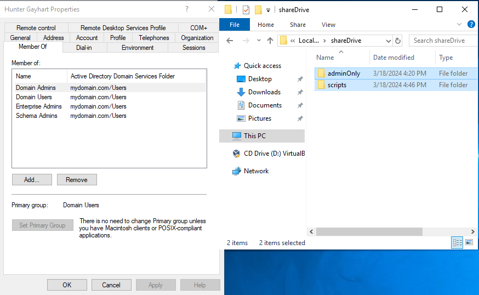 Hunter Gayhart Properties
?
Remote control
Remote Desktop Services Profile
COM+
General
Address
Account
Profile
Telephones
Organization
Member Of
Dial-in
Environment
Sessions
Member of:
Name
Active Directory Domain Services Folder
Domain Admins
mydomain.com/Users
Domain Users
mydomain.com/Users
Enterprise Admins
mydomain.com/Users
Schema Admins
mydomain.com/Users
Add...
Remove
Primary group:
Domain Users
Set Primary Group
There is no need to change Primary group unless
you have Macintosh clients or POSIX-compliant
applications.
OK
Cancel
Apply
Help
shareDrive
File
Home
Share
View
Local...
shareDrive
Search shareDrive
Quick access
Desktop
Downloads
Documents
Pictures
This PC
CD Drive (D:) VirtualB
Network
Name
Date modified
Type
adminOnly
3/18/2024 4:20 PM
File folder
scripts
3/18/2024 4:46 PM
File folder
2 items
2 items selected